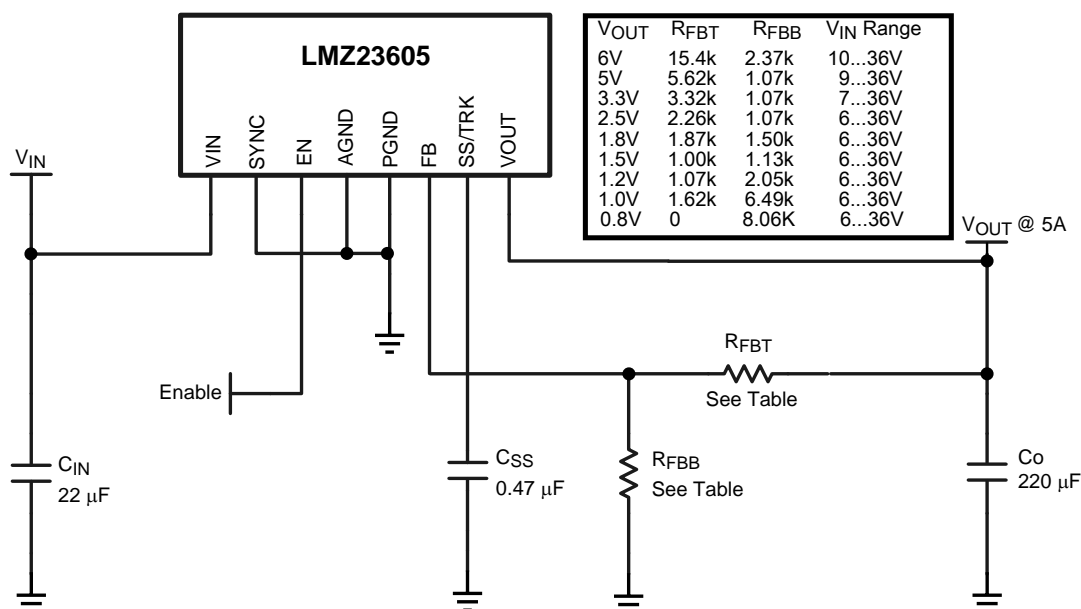 LMZ23605
VIN
SYNC
EN
AGND
PGND
FB
SS/TRK
VOUT
VOUT RFBT RFBB VIN Range
6V 15.4k 2.37k 10...36V
5V 5.62k 1.07k 9...36V
3.3V 3.32k 1.07k 7...36V
2.5V 2.26k 1.07k 6...36V
1.8V 1.87k 1.50k 6...36V
1.5V 1.00k 1.13k 6...36V
1.2V 1.07k 2.05k 6...36V
1.0V 1.62k 6.49k 6...36V
0.8V 0 8.06K 6...36V
VIN
VOUT @ 5A
Enable
RFBT
See Table
CIN
22 μF
CSS
0.47 μF
RFBB
See Table
Co
220 μF